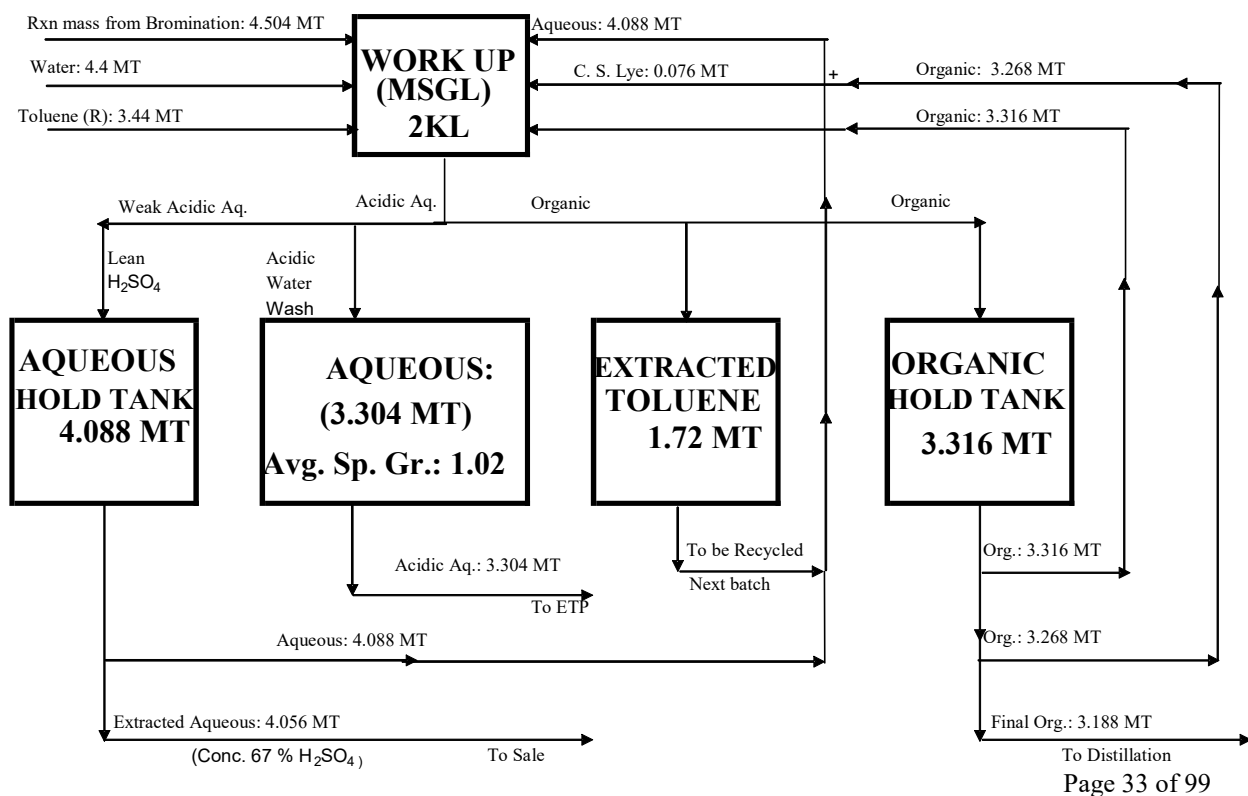 Rxn mass from Bromination: 4.504 MT
Water: 4.4 MT
Toluene (R): 3.44 MT
WORK UP
(MSGL)
2KL
Aqueous: 4.088 MT
C. S. Lye: 0.076 MT
+
Organic: 3.268 MT
Organic: 3.316 MT
Weak Acidic Aq.
Acidic Aq.
Organic
Organic
Lean
H₂SO₄
Acidic
Water
Wash
AQUEOUS
HOLD TANK
4.088 MT
AQUEOUS:
(3.304 MT)
Avg. Sp. Gr.: 1.02
EXTRACTED
TOLUENE
1.72 MT
ORGANIC
HOLD TANK
3.316 MT
To be Recycled
Next batch
Org.: 3.316 MT
Acidic Aq.: 3.304 MT
To ETP
Aqueous: 4.088 MT
Org.: 3.268 MT
Extracted Aqueous: 4.056 MT
(Conc. 67 % H₂SO₄ )
To Sale
Final Org.: 3.188 MT
To Distillation
Page 33 of 99